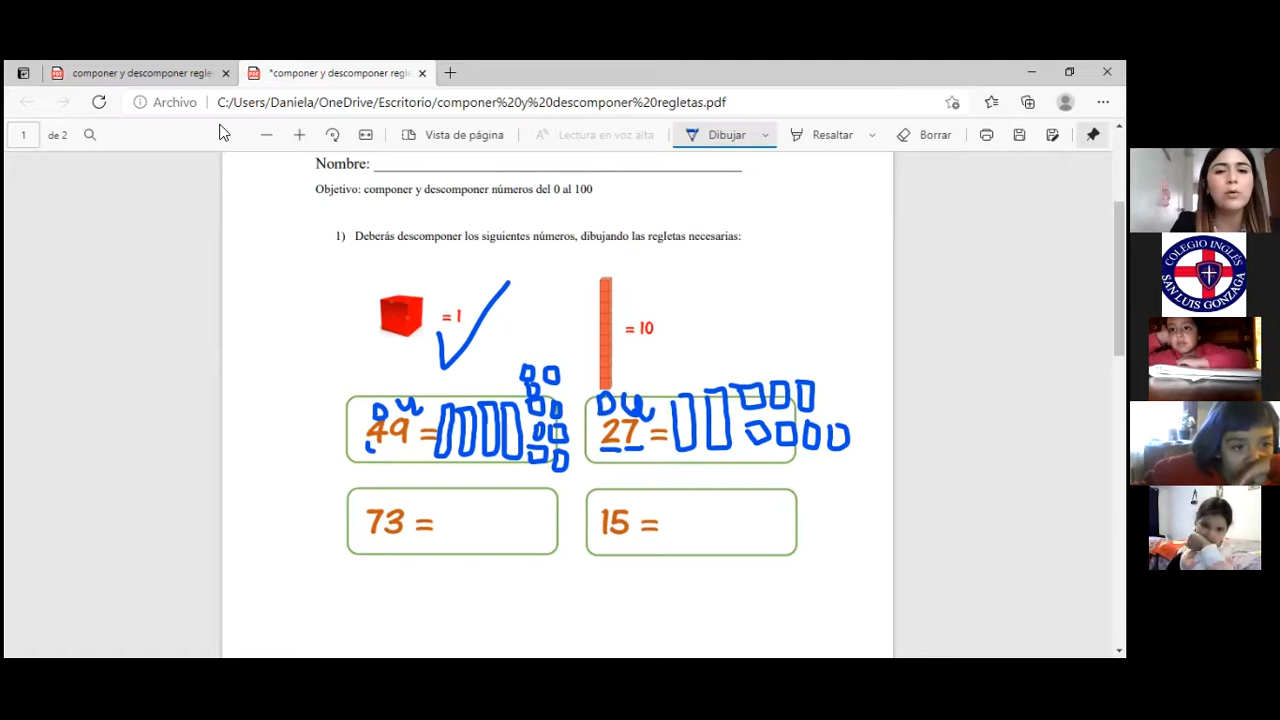 componer y descomponer regle
*componer y descomponer regl
Archivo
C:/Users/Daniela/OneDrive/Escritorio/componer%20y%20descomponer%20regletas.pdf
1 de 2
Vista de página
Lectura en voz alta
Dibujar
Resaltar
Borrar
Nombre:
Objetivo: componer y descomponer números del 0 al 100
1) Deberás descomponer los siguientes números, dibujando las regletas necesarias:
= 1
= 10
D U
D U
49 =
27 =
73 =
15 =
COLEGIO INGLÉS
SAN LUIS GONZAGA